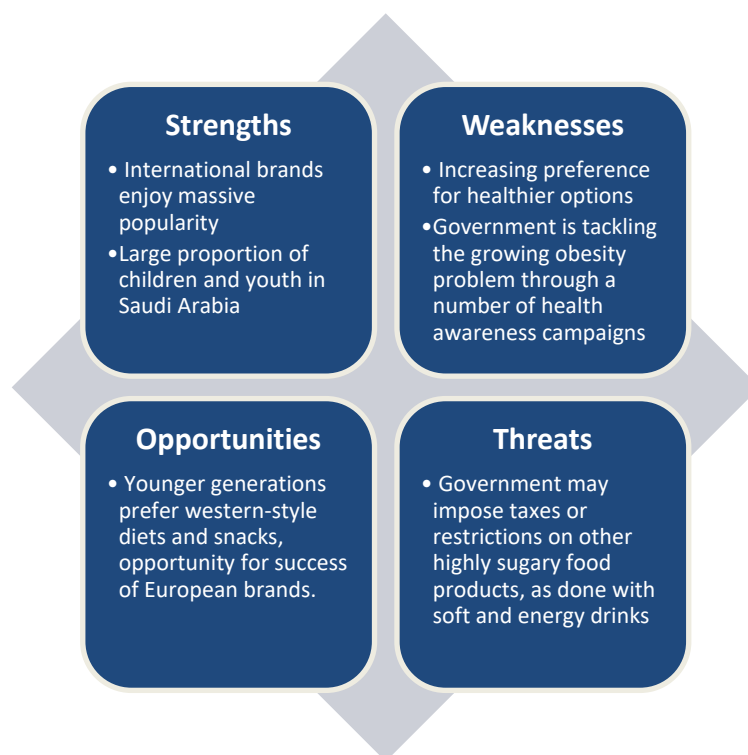 Strengths
• International brands
enjoy massive
popularity
•Large proportion of
children and youth in
Saudi Arabia
Weaknesses
• Increasing preference
for healthier options
•Government is tackling
the growing obesity
problem through a
number of health
awareness campaigns
Opportunities
• Younger generations
prefer western-style
diets and snacks,
opportunity for success
of European brands.
Threats
• Government may
impose taxes or
restrictions on other
highly sugary food
products, as done with
soft and energy drinks